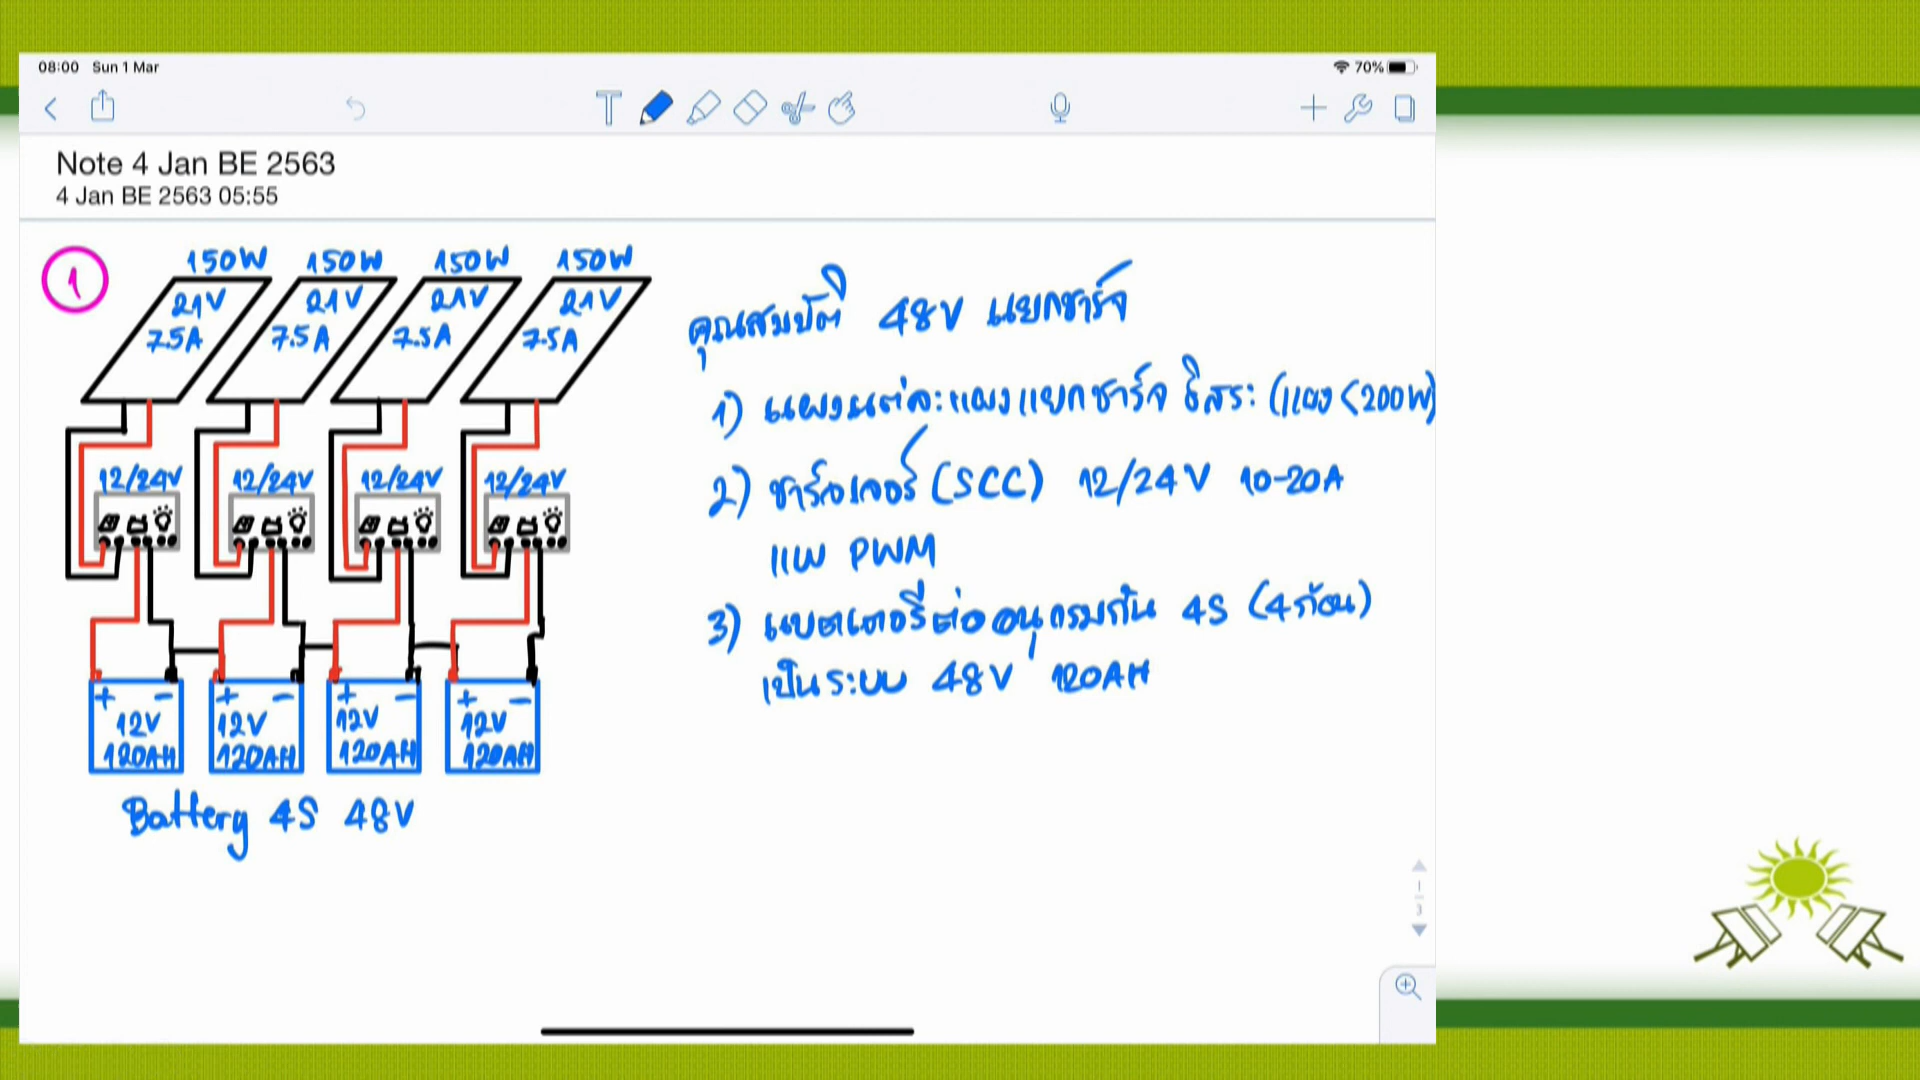 08:00 Sun 1 Mar
70%
Note 4 Jan BE 2563
4 Jan BE 2563 05:55
1
150W 150W 150W 150W
21V 21V 21V 21V
7.5A 7.5A 7.5A 7.5A
12/24V 12/24V 12/24V 12/24V
+ - + - + - + -
12V 12V 12V 12V
120AH 120AH 120AH 120AH
Battery 4S 48V
คุณสมบัติ 48V แยกชาร์จ
1) แผงแต่ละแผงแยกชาร์จ อิสระ (แผง<200W)
2) ชาร์จเจอร์ (SCC) 12/24V 10-20A
แบบ PWM
3) แบตเตอรี่ต่ออนุกรมกัน 4S (4ก้อน)
เป็นระบบ 48V 120AH
1
3